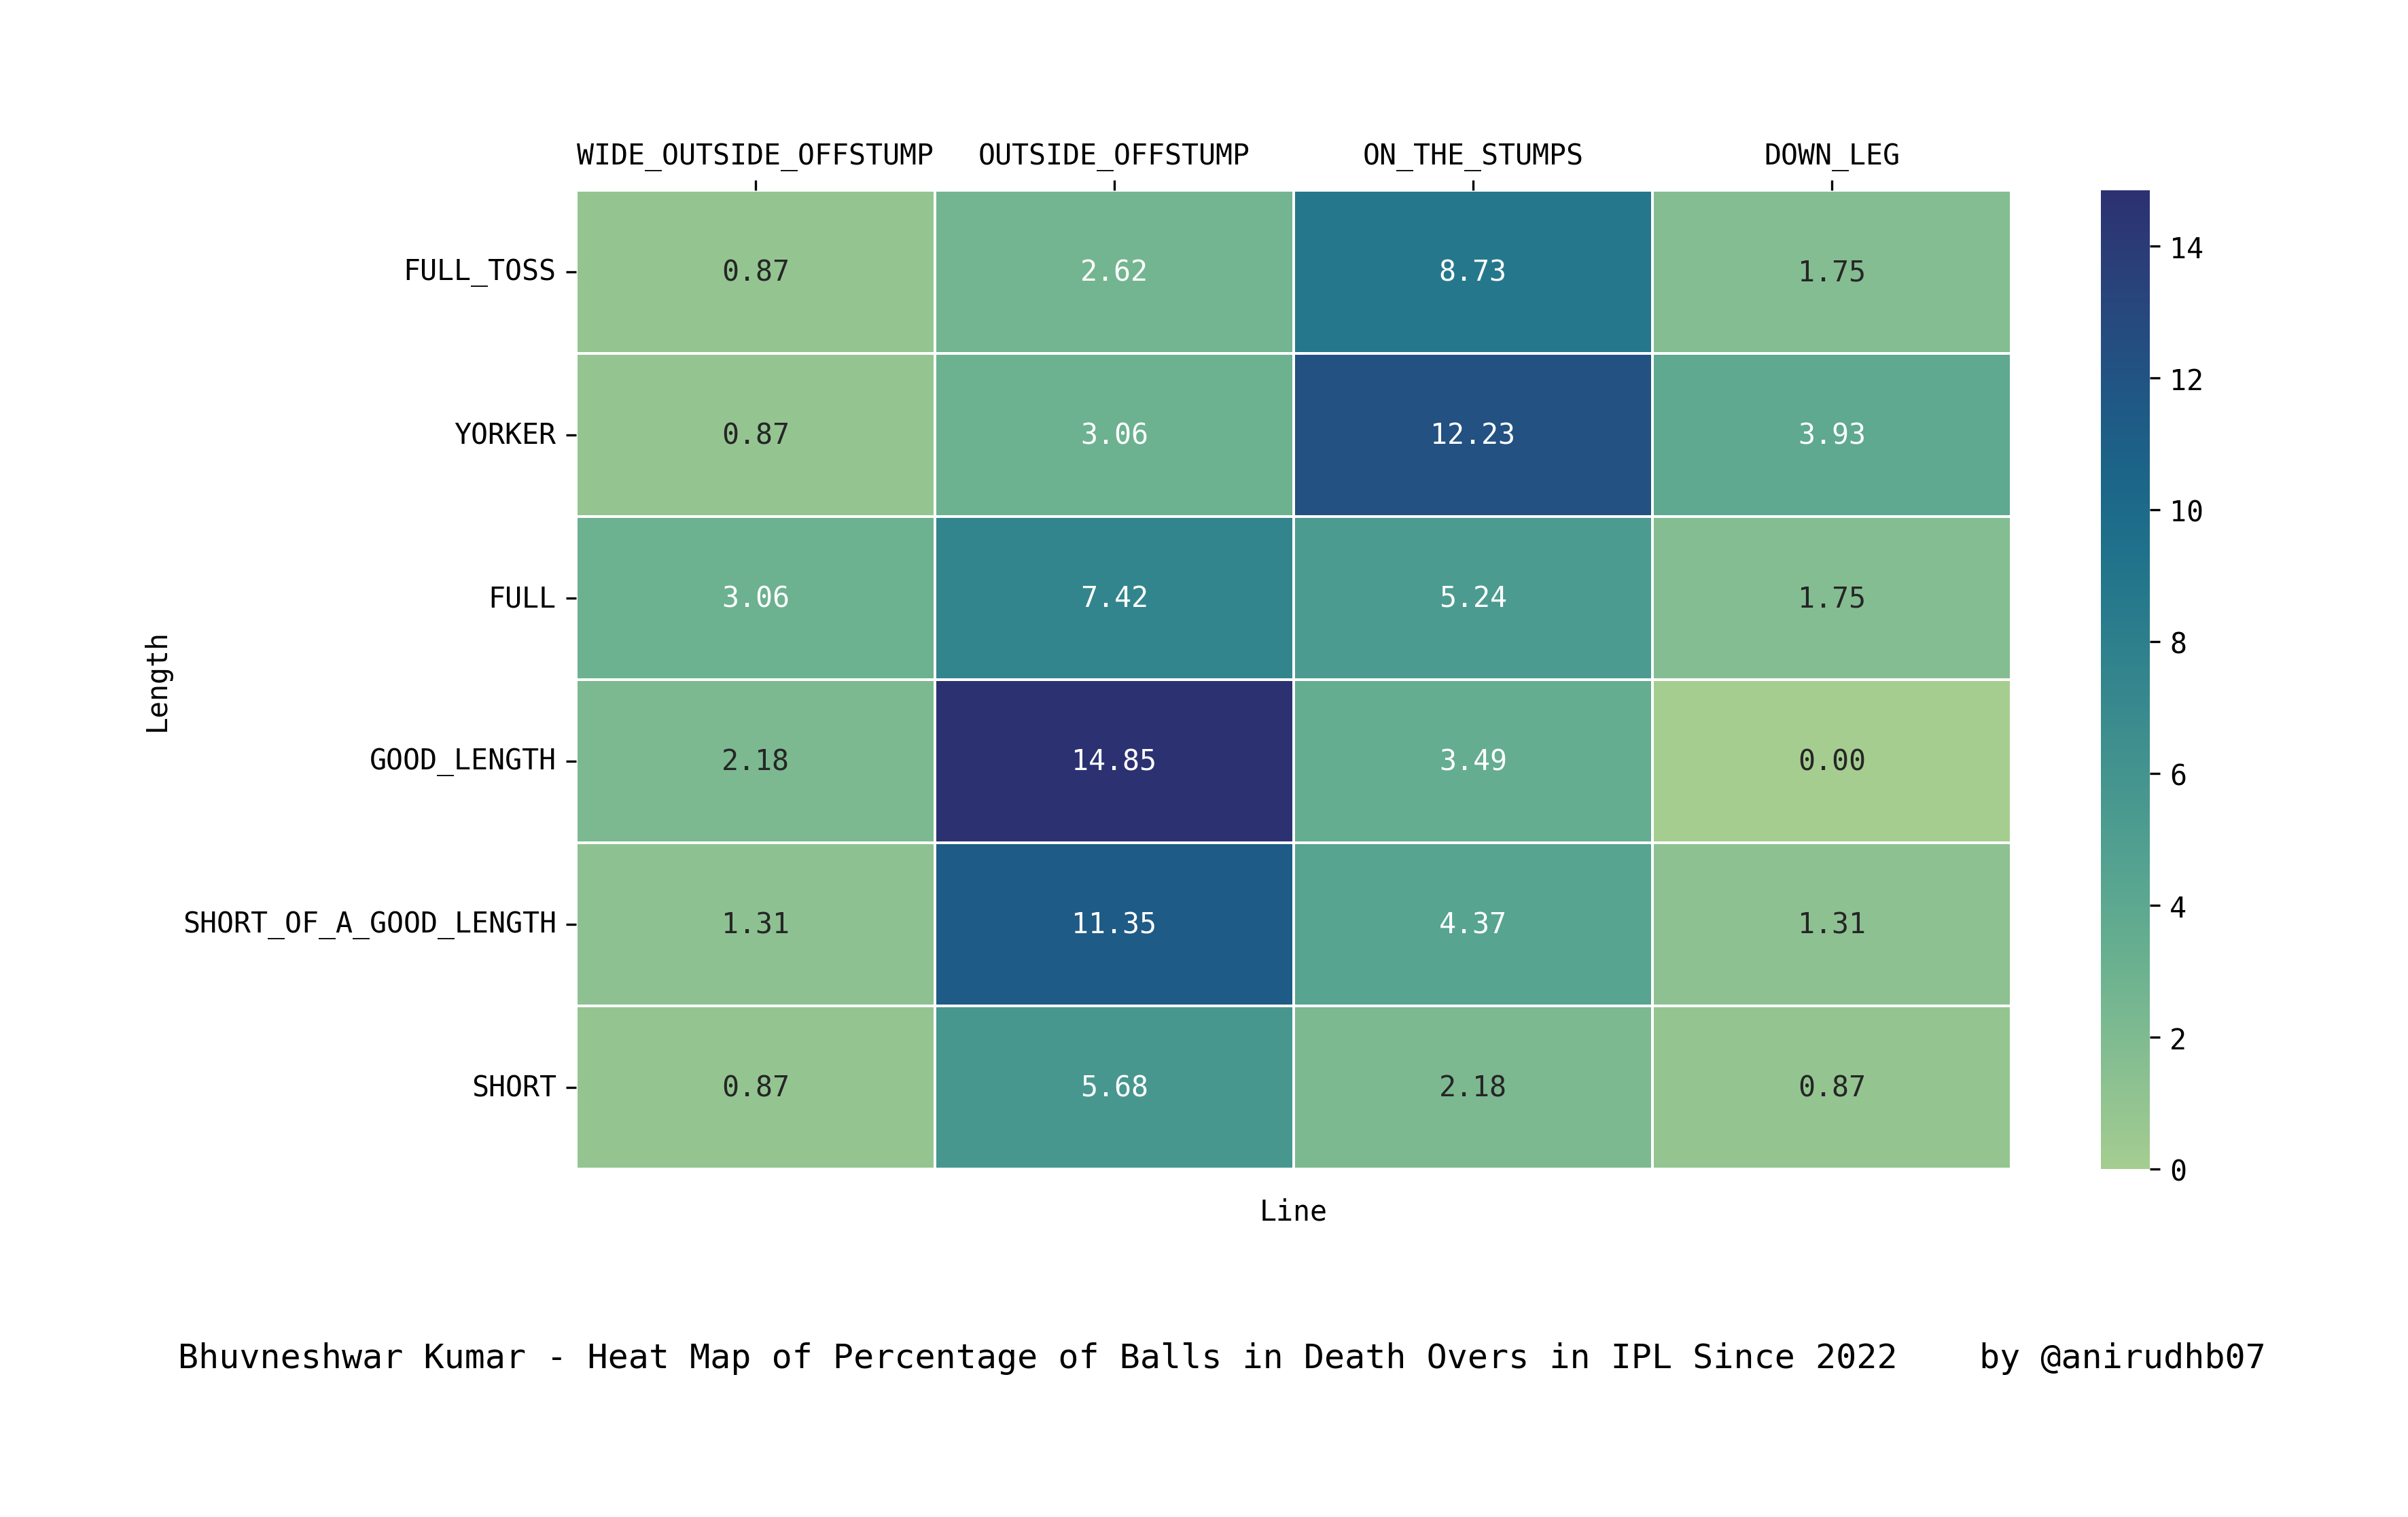 WIDE_OUTSIDE_OFFSTUMP OUTSIDE_OFFSTUMP ON_THE_STUMPS DOWN_LEG
FULL_TOSS 0.87 2.62 8.73 1.75
YORKER 0.87 3.06 12.23 3.93
FULL 3.06 7.42 5.24 1.75
GOOD_LENGTH 2.18 14.85 3.49 0.00
SHORT_OF_A_GOOD_LENGTH 1.31 11.35 4.37 1.31
SHORT 0.87 5.68 2.18 0.87
Length
Line
14
12
10
8
6
4
2
0
Bhuvneshwar Kumar - Heat Map of Percentage of Balls in Death Overs in IPL Since 2022 by @anirudhb07